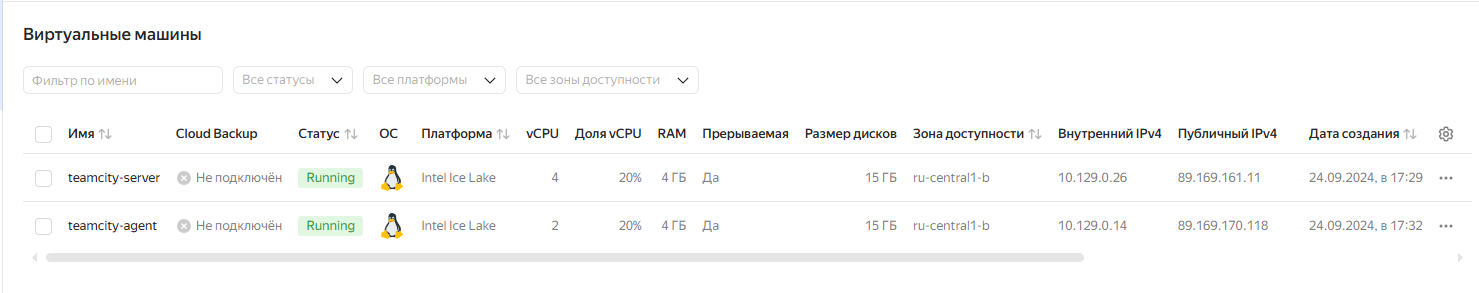 Виртуальные машины
Фильтр по имени Все статусы Все платформы Все зоны доступности
Имя Cloud Backup Статус ОС Платформа vCPU Доля vCPU RAM Прерываемая Размер дисков Зона доступности Внутренний IPv4 Публичный IPv4 Дата создания
teamcity-server Не подключён Running Intel Ice Lake 4 20% 4 ГБ Да 15 ГБ ru-central1-b 10.129.0.26 89.169.161.11 24.09.2024, в 17:29
teamcity-agent Не подключён Running Intel Ice Lake 2 20% 4 ГБ Да 15 ГБ ru-central1-b 10.129.0.14 89.169.170.118 24.09.2024, в 17:32